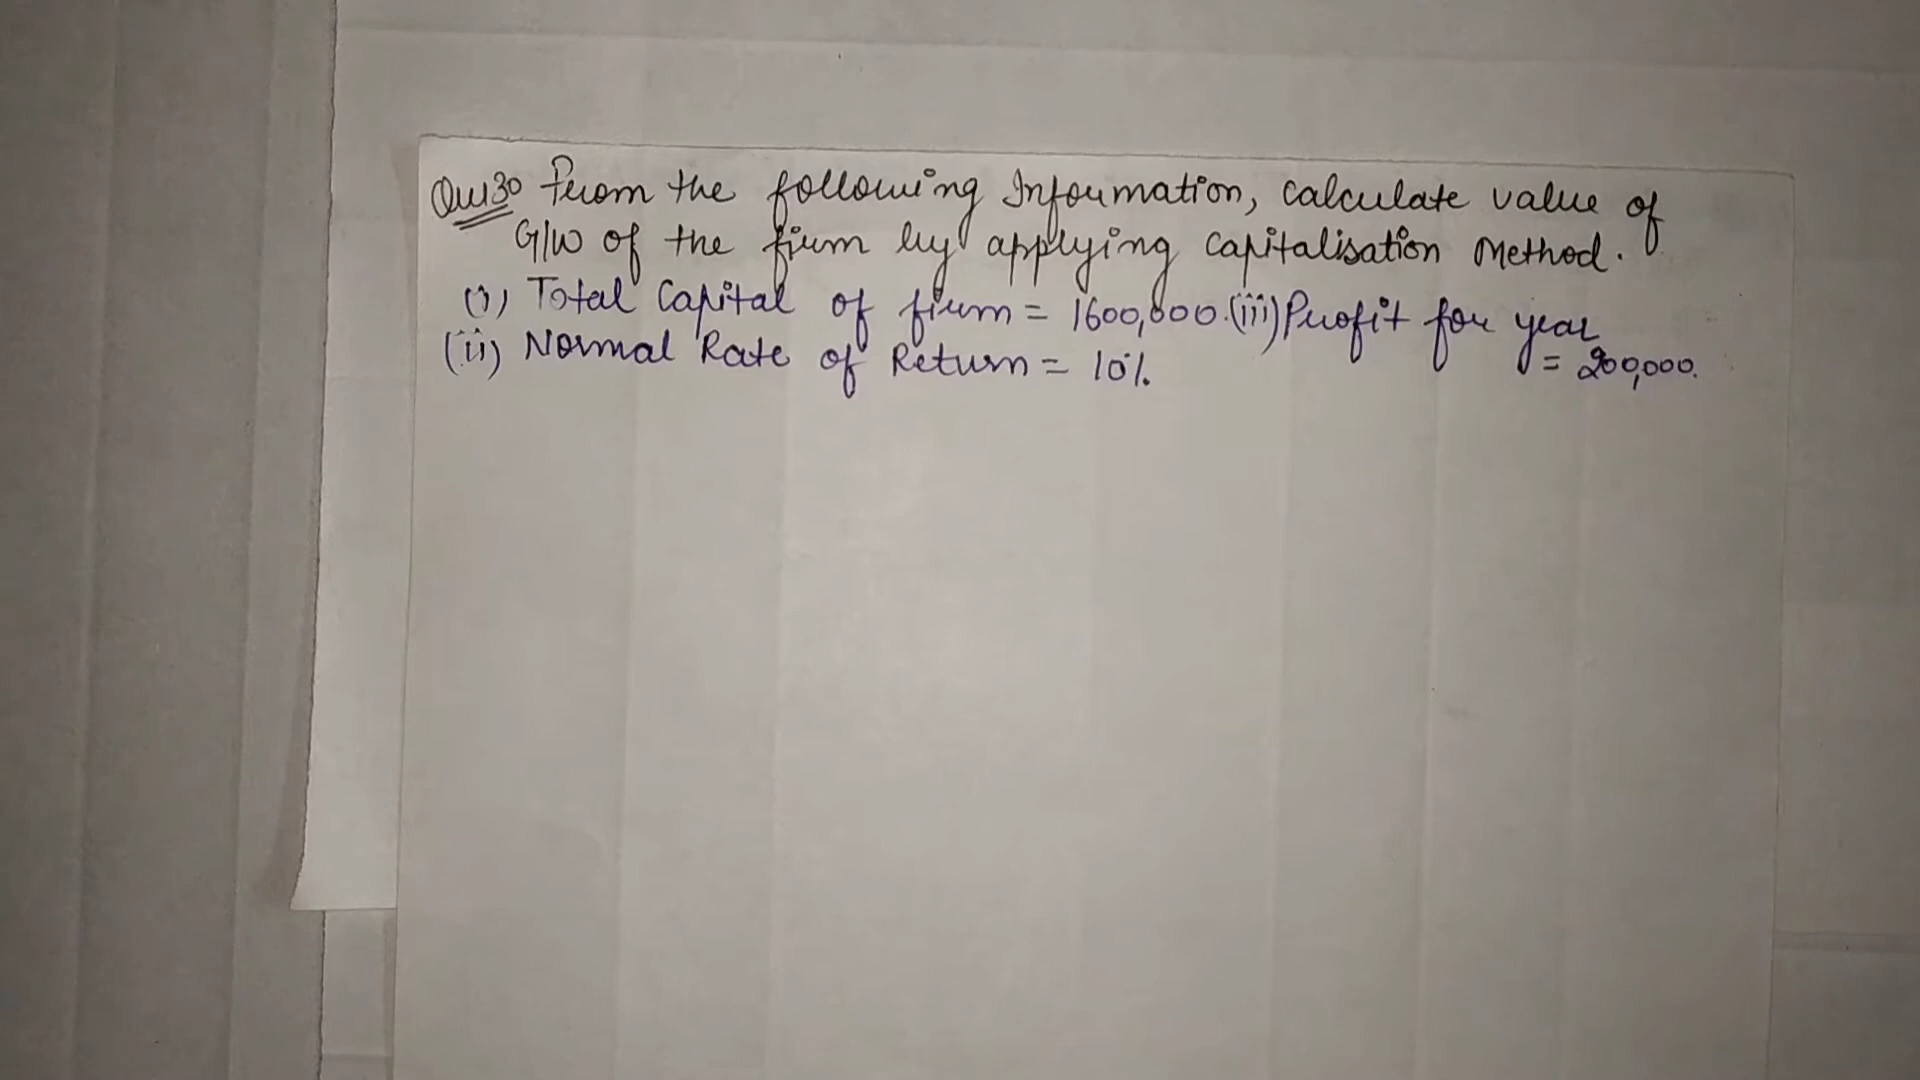 Que30 From the following Information, calculate value of
G/W of the firm by applying capitalisation Method.
(i) Total Capital of firm = 1600,000. (iii) Profit for year
(ii) Normal Rate of Return = 10%. = 200,000.